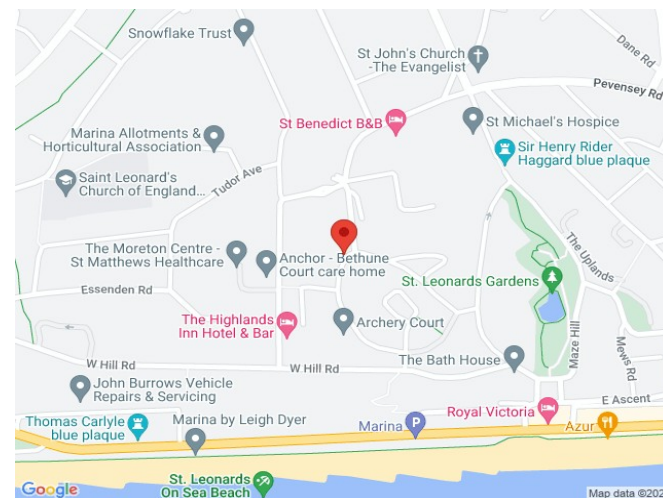 Snowflake Trust
St John's Church
-The Evangelist
Dane Rd
Pevensey Rd
St Benedict B&B
St Michael's Hospice
Marina Allotments &
Horticultural Association
Sir Henry Rider
Haggard blue plaque
Saint Leonard's
Church of England...
Tudor Ave
The Uplands
The Moreton Centre -
St Matthews Healthcare
Anchor - Bethune
Court care home
St. Leonards Gardens
Essenden Rd
The Highlands
Inn Hotel & Bar
Archery Court
Maze Hill
Mews Rd
W Hill Rd
W Hill Rd
The Bath House
John Burrows Vehicle
Repairs & Servicing
E Ascent
Royal Victoria
Thomas Carlyle
blue plaque
Marina by Leigh Dyer
Marina
P
Azur
St. Leonards
On Sea Beach
Google
Map data ©202